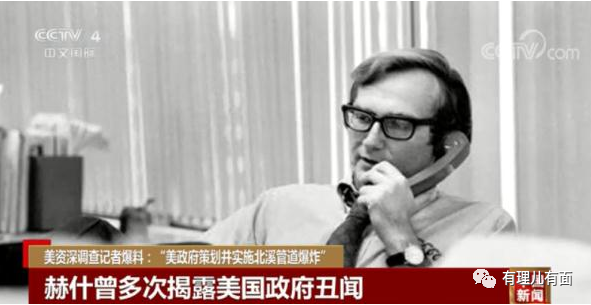 CCTV 4
中文国际
CCTV.com
美资深调查记者爆料：“美政府策划并实施北溪管道爆炸”
赫什曾多次揭露美国政府丑闻
中国
新闻
有理儿有面